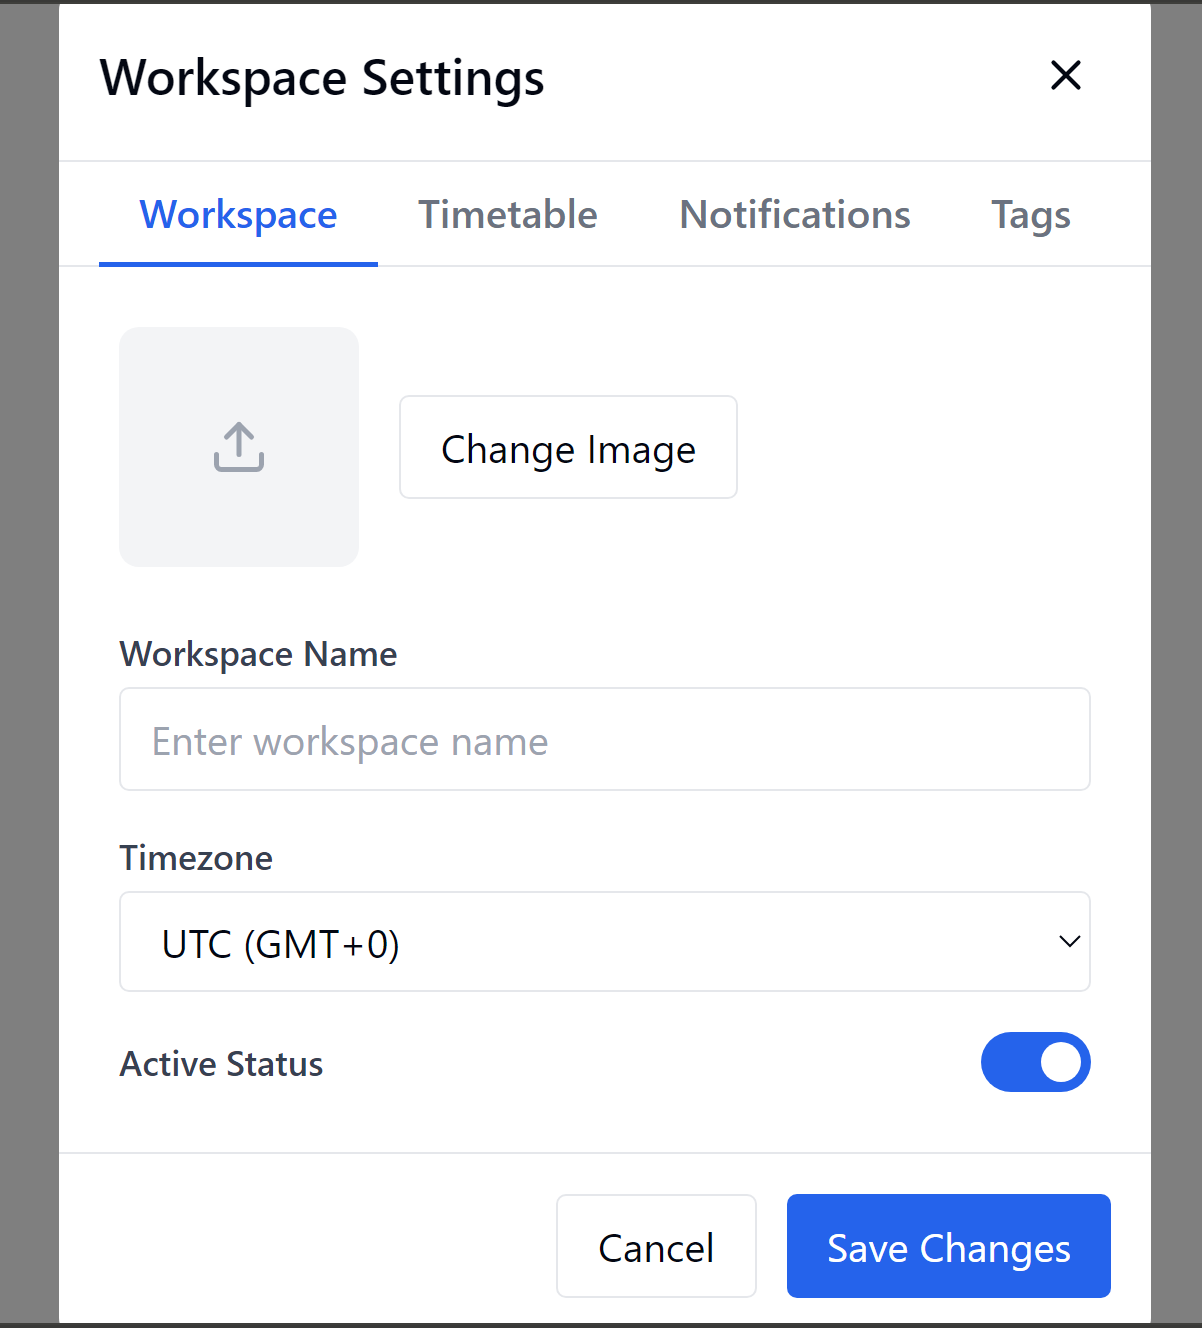 Workspace Settings
Workspace Timetable Notifications Tags
Change Image
Workspace Name
Enter workspace name
Timezone
UTC (GMT+0)
Active Status
Cancel Save Changes